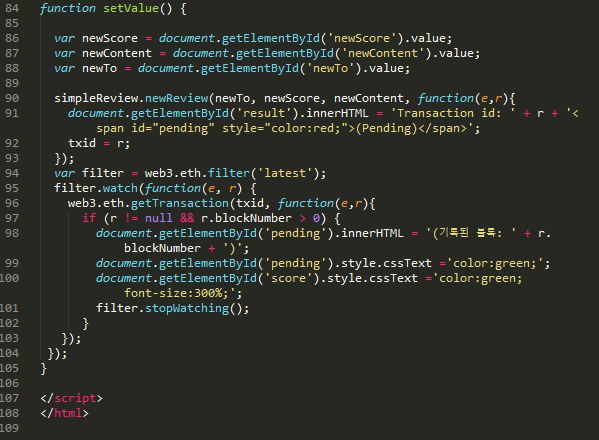 84 function setValue() {
85
86 var newScore = document.getElementById('newScore').value;
87 var newContent = document.getElementById('newContent').value;
88 var newTo = document.getElementById('newTo').value;
89
90 simpleReview.newReview(newTo, newScore, newContent, function(e,r){
91 document.getElementById('result').innerHTML = 'Transaction id: ' + r + '<
span id="pending" style="color:red;">(Pending)</span>';
92 txid = r;
93 });
94 var filter = web3.eth.filter('latest');
95 filter.watch(function(e, r) {
96 web3.eth.getTransaction(txid, function(e,r){
97 if (r != null && r.blockNumber > 0) {
98 document.getElementById('pending').innerHTML = '(기록된 블록: ' + r.
blockNumber + ')';
99 document.getElementById('pending').style.cssText ='color:green;';
100 document.getElementById('score').style.cssText ='color:green;
font-size:300%;';
101 filter.stopWatching();
102 }
103 });
104 });
105 }
106
107 </script>
108 </html>
109